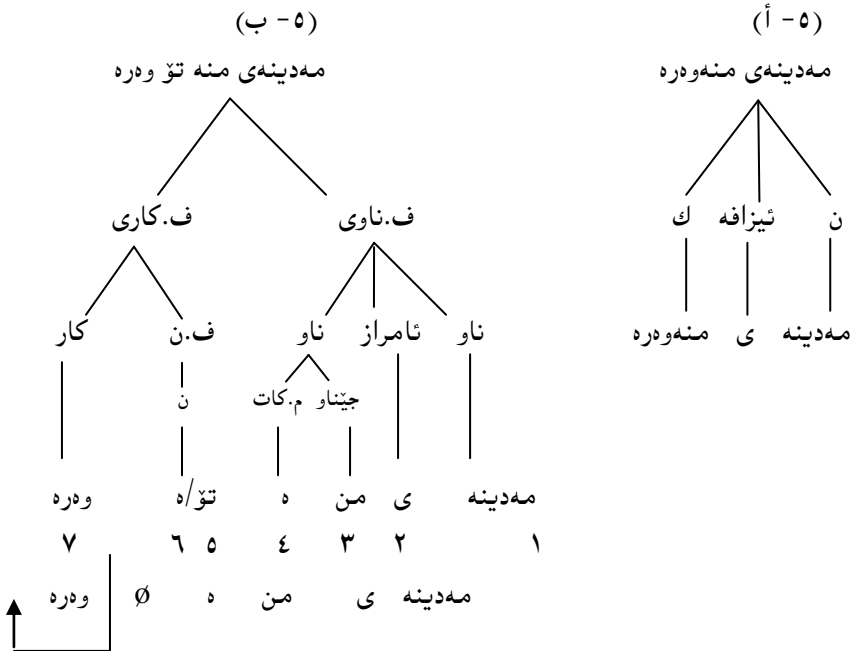 (٥- أ) (٥- ب)
مەدینەی منەوەرە مەدینەی منە تۆ وەرە
ن ئیزافە ك ف.ناوی ف.کاری
مەدینە ی منەوەرە ناو ئامراز ناو ف.ن کار
جێناو م.کات ن
مەدینە ی من ە تۆ/ە وەرە
١ ٢ ٣ ٤ ٥ ٦ ٧
مەدینە ی من ە Ø وەرە